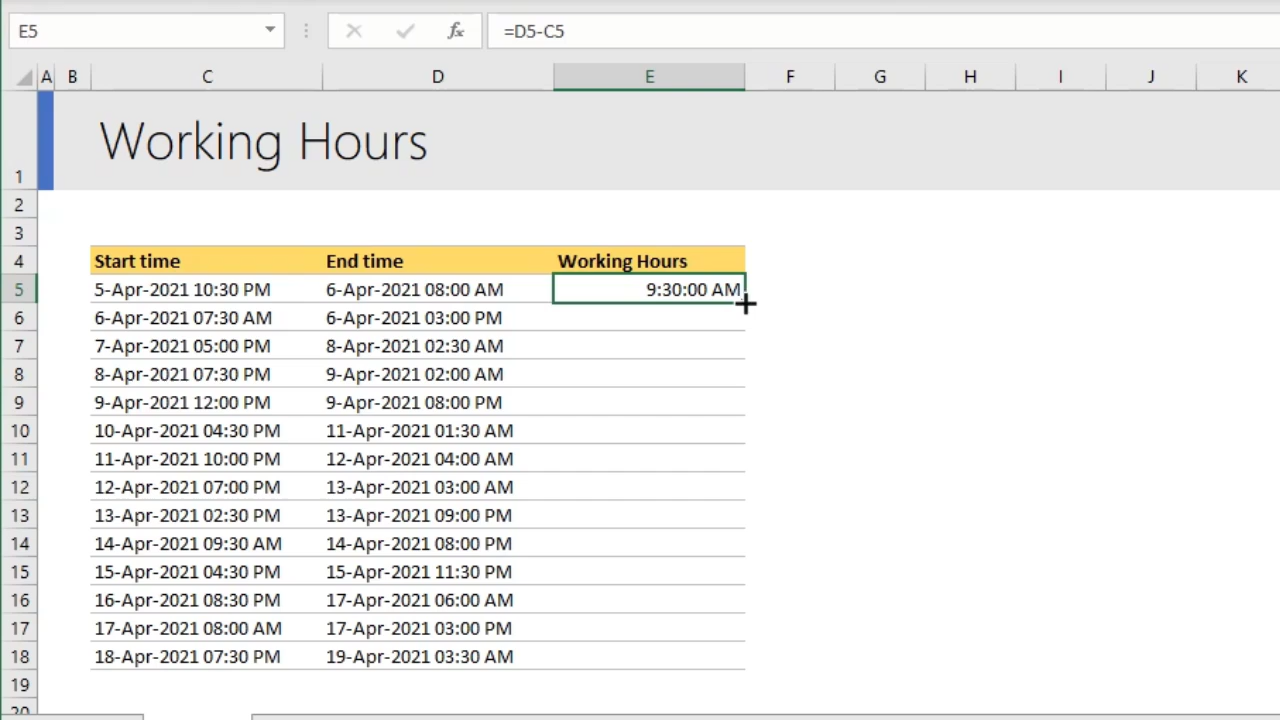 E5 fx =D5-C5
A B C D E F G H I J K
1 Working Hours
2
3
4 Start time End time Working Hours
5 5-Apr-2021 10:30 PM 6-Apr-2021 08:00 AM 9:30:00 AM
6 6-Apr-2021 07:30 AM 6-Apr-2021 03:00 PM
7 7-Apr-2021 05:00 PM 8-Apr-2021 02:30 AM
8 8-Apr-2021 07:30 PM 9-Apr-2021 02:00 AM
9 9-Apr-2021 12:00 PM 9-Apr-2021 08:00 PM
10 10-Apr-2021 04:30 PM 11-Apr-2021 01:30 AM
11 11-Apr-2021 10:00 PM 12-Apr-2021 04:00 AM
12 12-Apr-2021 07:00 PM 13-Apr-2021 03:00 AM
13 13-Apr-2021 02:30 PM 13-Apr-2021 09:00 PM
14 14-Apr-2021 09:30 AM 14-Apr-2021 08:00 PM
15 15-Apr-2021 04:30 PM 15-Apr-2021 11:30 PM
16 16-Apr-2021 08:30 PM 17-Apr-2021 06:00 AM
17 17-Apr-2021 08:00 AM 17-Apr-2021 03:00 PM
18 18-Apr-2021 07:30 PM 19-Apr-2021 03:30 AM
19
20